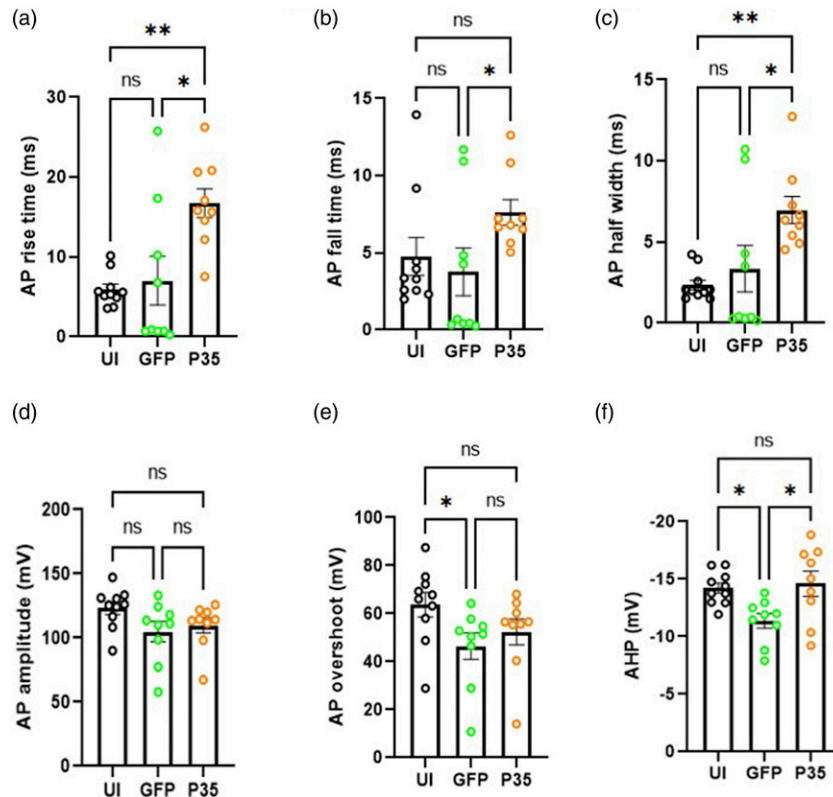 (a)
**
ns
*
AP rise time (ms)
30
20
10
0
UI GFP P35
(b)
ns
ns
*
AP fall time (ms)
15
10
5
0
UI GFP P35
(c)
**
ns
*
AP half width (ms)
15
10
5
0
UI GFP P35
(d)
ns
ns
ns
AP amplitude (mV)
200
150
100
50
0
UI GFP P35
(e)
ns
*
ns
AP overshoot (mV)
100
80
60
40
20
0
UI GFP P35
(f)
ns
*
*
AHP (mV)
-20
-15
-10
-5
0
UI GFP P35